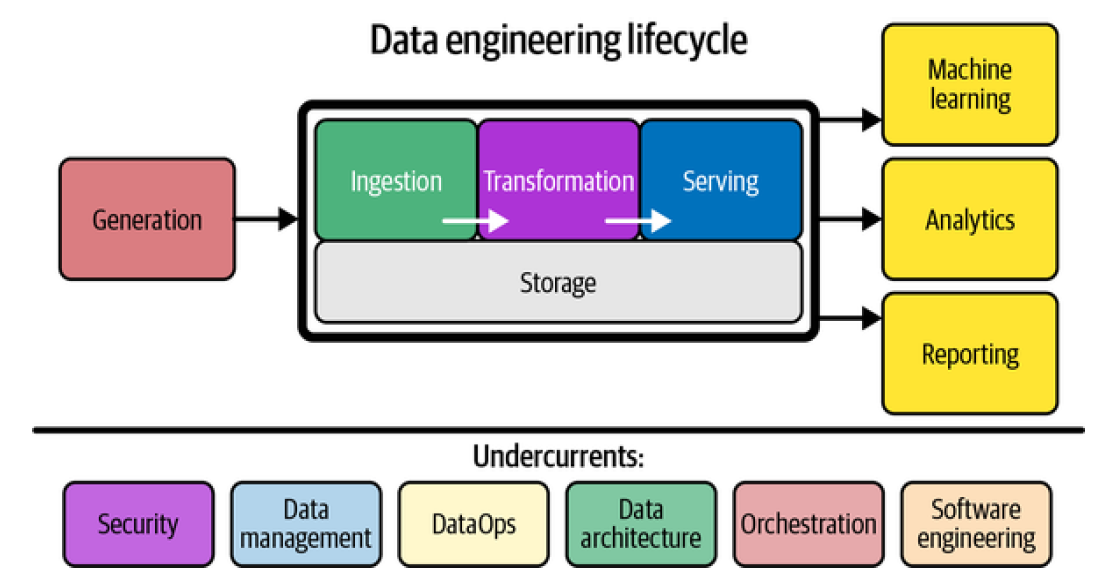 Data engineering lifecycle
Generation
Ingestion
Transformation
Serving
Storage
Machine
learning
Analytics
Reporting
Undercurrents:
Security
Data
management
DataOps
Data
architecture
Orchestration
Software
engineering